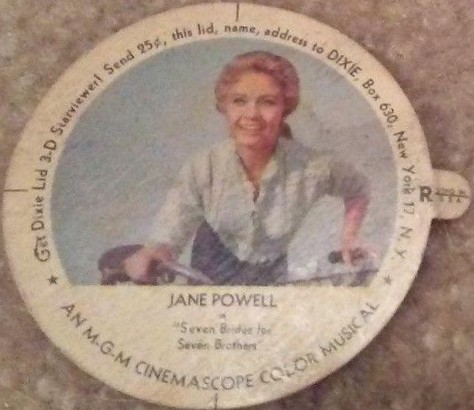 Get Dixie Lid 3-D Starviewer! Send 25¢, this lid, name, address to DIXIE, Box 630, New York 17, N. Y.
R
U.S.A.
JANE POWELL
in
"Seven Brides for
Seven Brothers"
AN M-G-M CINEMASCOPE COLOR MUSICAL